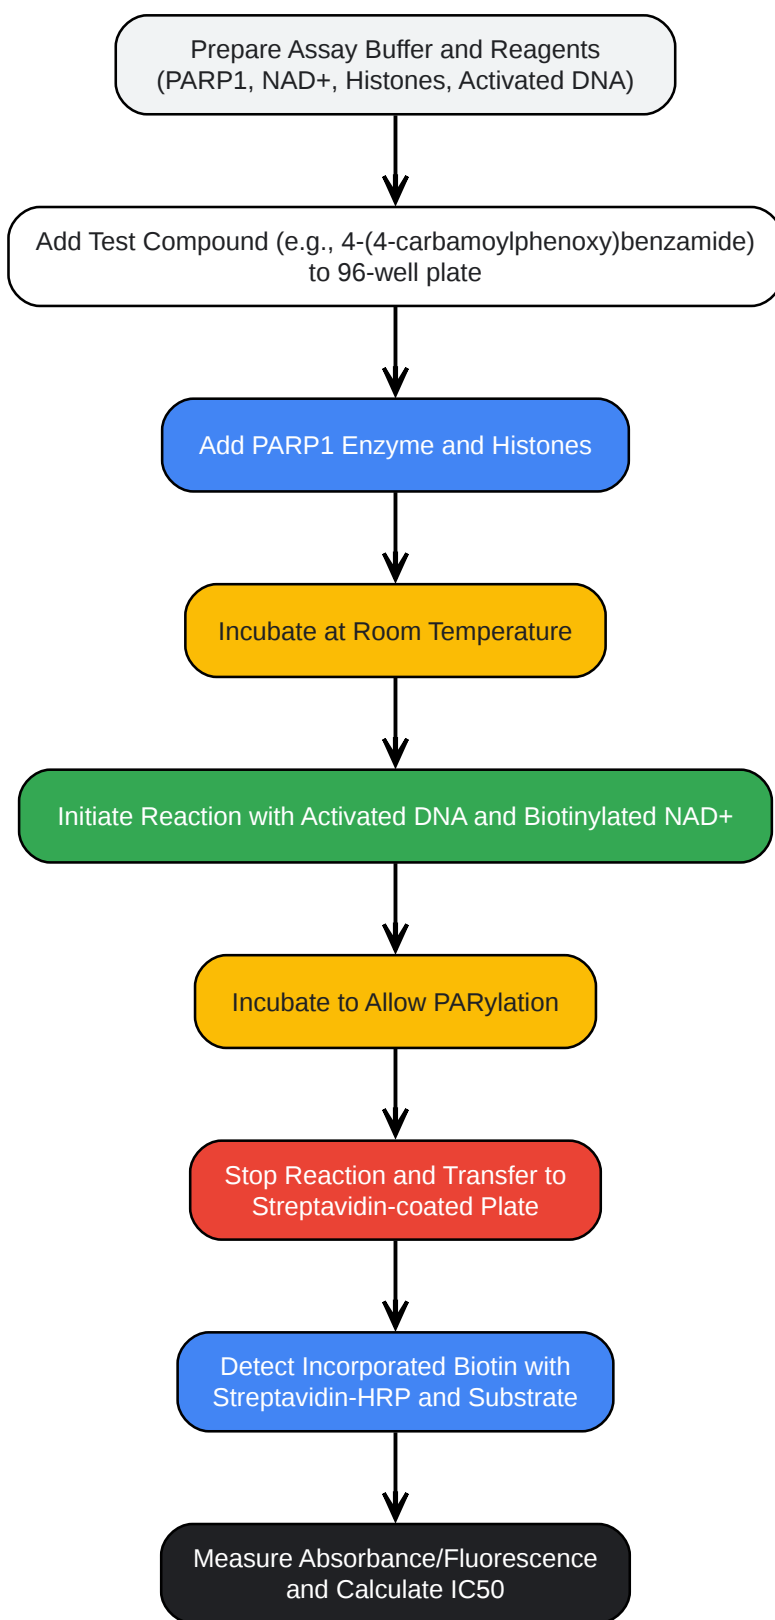 Prepare Assay Buffer and Reagents
(PARP1, NAD+, Histones, Activated DNA)
Add Test Compound (e.g., 4-(4-carbamoylphenoxy)benzamide)
to 96-well plate
Add PARP1 Enzyme and Histones
Incubate at Room Temperature
Initiate Reaction with Activated DNA and Biotinylated NAD+
Incubate to Allow PARylation
Stop Reaction and Transfer to
Streptavidin-coated Plate
Detect Incorporated Biotin with
Streptavidin-HRP and Substrate
Measure Absorbance/Fluorescence
and Calculate IC50